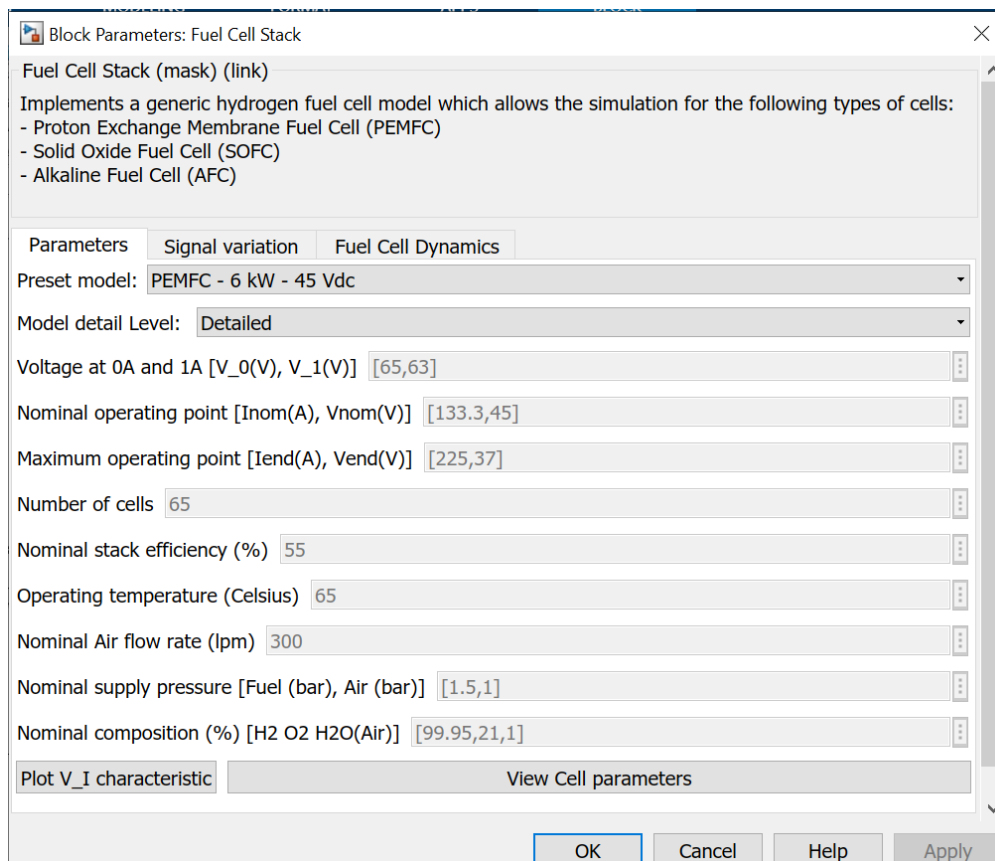 MODELING FORMAT APPS BLOCK
Block Parameters: Fuel Cell Stack
Fuel Cell Stack (mask) (link)
Implements a generic hydrogen fuel cell model which allows the simulation for the following types of cells:
- Proton Exchange Membrane Fuel Cell (PEMFC)
- Solid Oxide Fuel Cell (SOFC)
- Alkaline Fuel Cell (AFC)
Parameters Signal variation Fuel Cell Dynamics
Preset model: PEMFC - 6 kW - 45 Vdc
Model detail Level: Detailed
Voltage at 0A and 1A [V_0(V), V_1(V)] [65,63]
Nominal operating point [Inom(A), Vnom(V)] [133.3,45]
Maximum operating point [Iend(A), Vend(V)] [225,37]
Number of cells 65
Nominal stack efficiency (%) 55
Operating temperature (Celsius) 65
Nominal Air flow rate (lpm) 300
Nominal supply pressure [Fuel (bar), Air (bar)] [1.5,1]
Nominal composition (%) [H2 O2 H2O(Air)] [99.95,21,1]
Plot V_I characteristic View Cell parameters
OK Cancel Help Apply